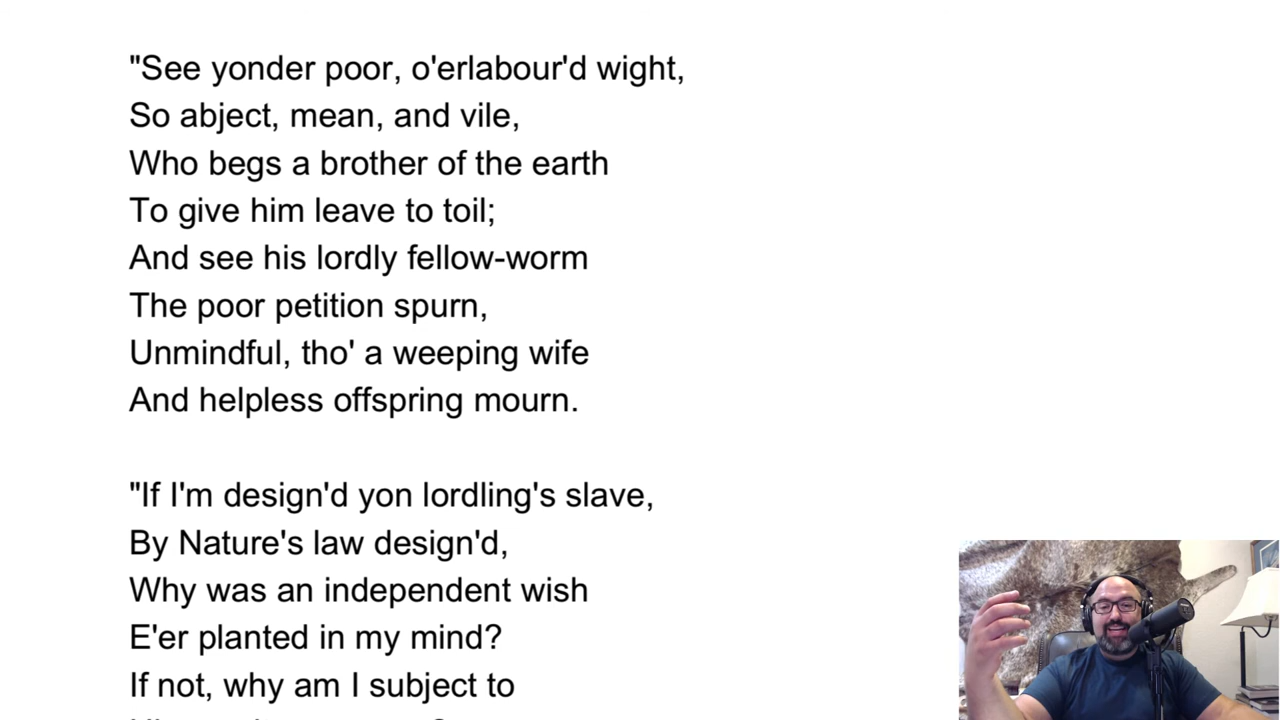 "See yonder poor, o'erlabour'd wight,
So abject, mean, and vile,
Who begs a brother of the earth
To give him leave to toil;
And see his lordly fellow-worm
The poor petition spurn,
Unmindful, tho' a weeping wife
And helpless offspring mourn.
"If I'm design'd yon lordling's slave,
By Nature's law design'd,
Why was an independent wish
E'er planted in my mind?
If not, why am I subject to